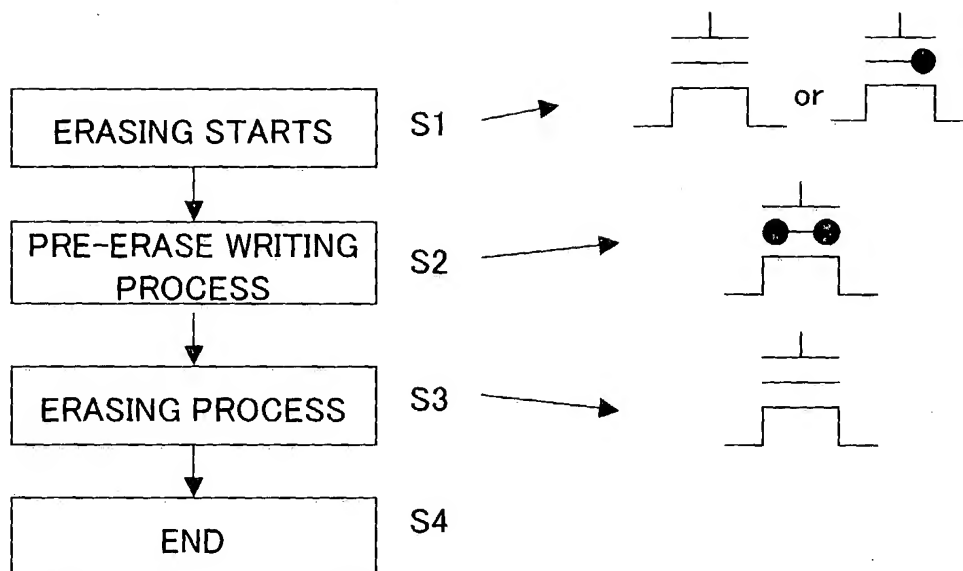 ERASING STARTS
S1
or
PRE-ERASE WRITING
PROCESS
S2
ERASING PROCESS
S3
END
S4